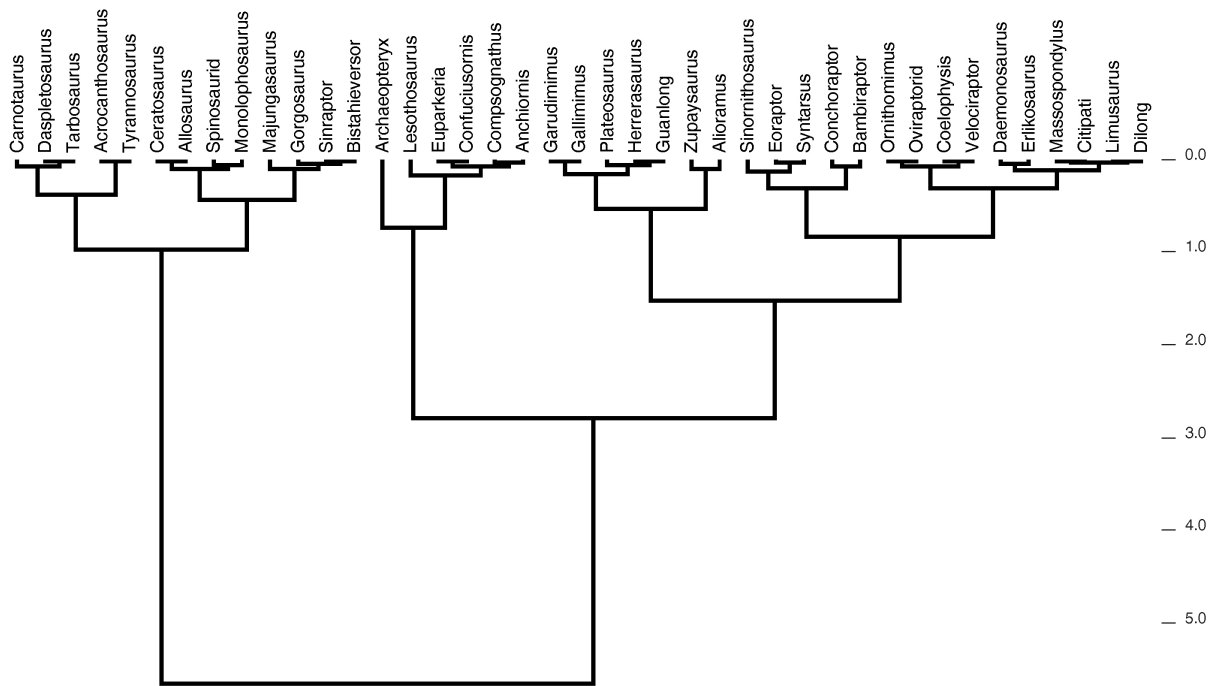 Carnotaurus
Daspletosaurus
Tarbosaurus
Acrocanthosaurus
Tyrannosaurus
Ceratosaurus
Allosaurus
Spinosaurid
Monolophosaurus
Majungasaurus
Gorgosaurus
Sinraptor
Bistahieversor
Archaeopteryx
Lesothosaurus
Euparkeria
Confuciusornis
Compsognathus
Anchiornis
Garudimimus
Gallimimus
Plateosaurus
Herrerasaurus
Guanlong
Zupaysaurus
Alioramus
Sinornithosaurus
Eoraptor
Syntarsus
Conchoraptor
Bambiraptor
Ornithomimus
Oviraptorid
Coelophysis
Velociraptor
Daemonosaurus
Erlikosaurus
Massospondylus
Citipati
Limusaurus
Dilong
0.0
1.0
2.0
3.0
4.0
5.0